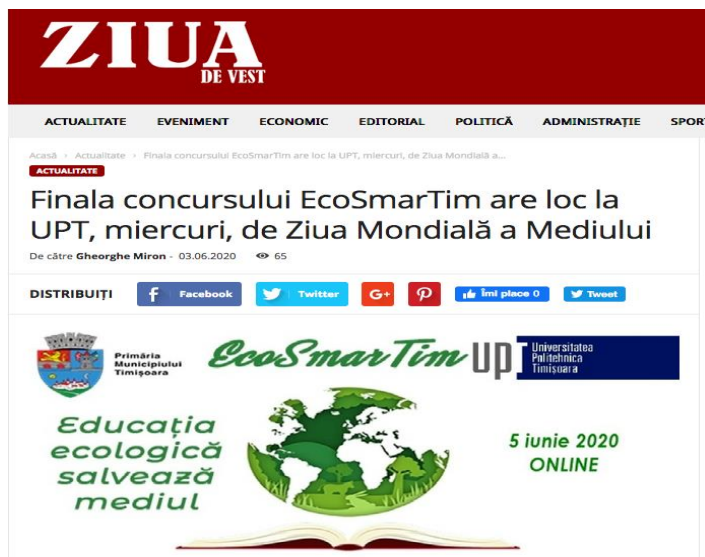 ZIUA
DE VEST
ACTUALITATE EVENIMENT ECONOMIC EDITORIAL POLITICĂ ADMINISTRAȚIE SPOR
Acasă › Actualitate › Finala concursului EcoSmarTim are loc la UPT, miercuri, de Ziua Mondială a...
ACTUALITATE
Finala concursului EcoSmarTim are loc la
UPT, miercuri, de Ziua Mondială a Mediului
De către Gheorghe Miron - 03.06.2020 65
DISTRIBUIȚI Facebook Twitter G+ Îmi place 0 Tweet
Primăria
Municipiului
Timișoara
EcoSmarTim
UPT
Universitatea
Politehnica
Timișoara
Educația
ecologică
salvează
mediul
5 iunie 2020
ONLINE